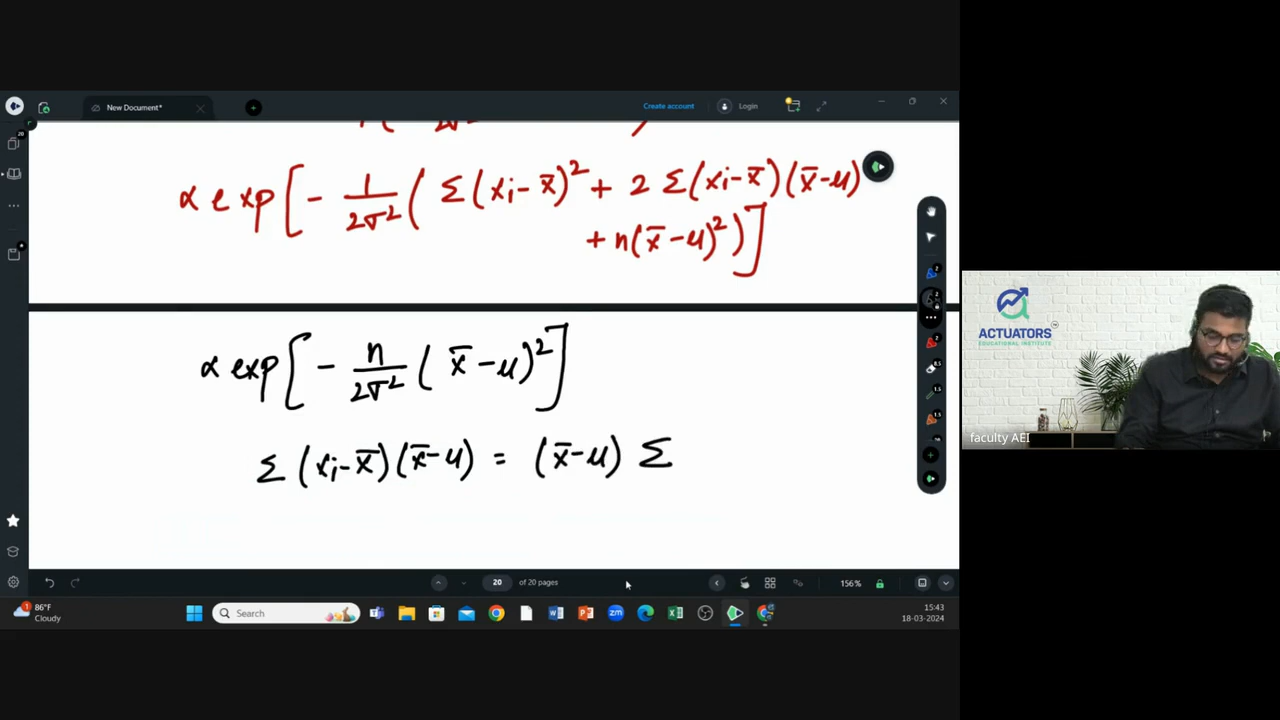 New Document*
Create account
Login
∝ exp[ - 1/2σ² ( Σ(xi - x̄)² + 2 Σ(xi - x̄)(x̄ - μ)
+ n(x̄ - μ)² ) ]
∝ exp[ - n/2σ² ( x̄ - μ)² ]
Σ (xi - x̄)(x̄ - μ) = (x̄ - μ) Σ
ACTUATORS
EDUCATIONAL INSTITUTE
faculty AEI
20 of 20 pages
156%
86°F
Cloudy
Search
15:43
18-03-2024